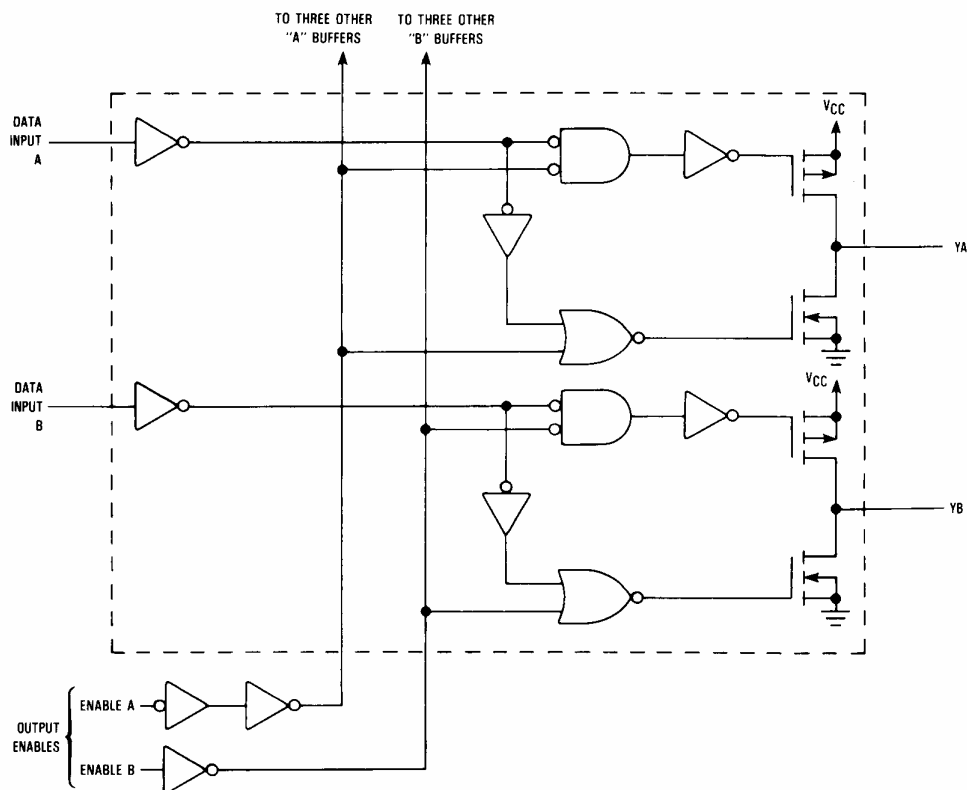 TO THREE OTHER
"A" BUFFERS
TO THREE OTHER
"B" BUFFERS
DATA
INPUT
A
VCC
YA
DATA
INPUT
B
VCC
YB
OUTPUT
ENABLES
ENABLE A
ENABLE B